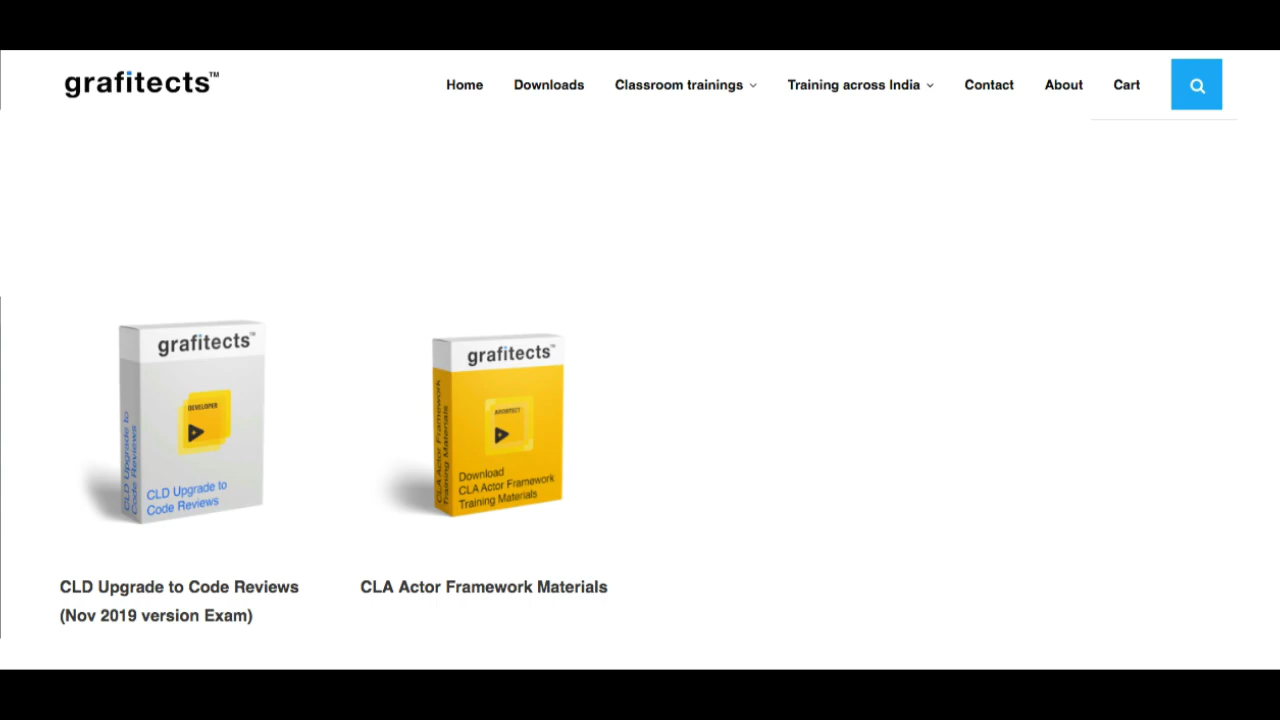 grafitects™
Home Downloads Classroom trainings Training across India Contact About Cart
grafitects™
DEVELOPER
CLD Upgrade to
Code Reviews
CLD Upgrade to
Code Reviews
grafitects™
ARCHITECT
CLA Actor Framework
Training Materials
Download
CLA Actor Framework
Training Materials
CLD Upgrade to Code Reviews
(Nov 2019 version Exam)
CLA Actor Framework Materials